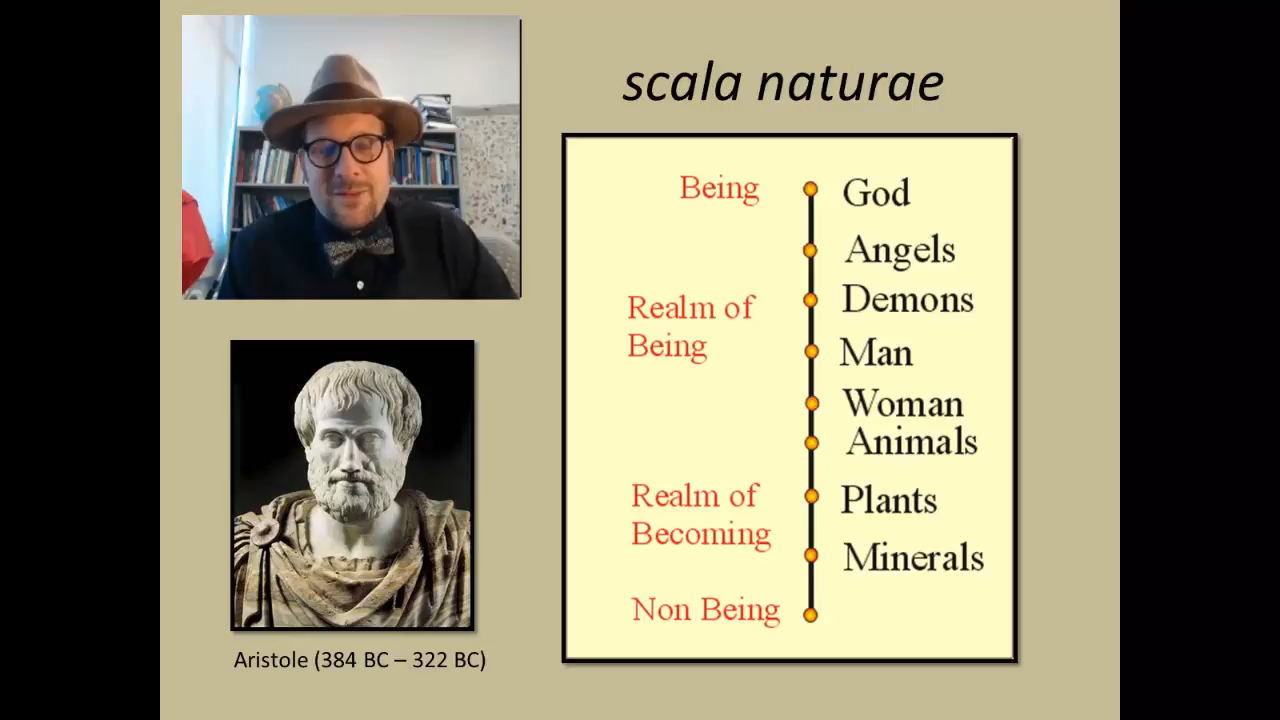 scala naturae
Being
God
Angels
Demons
Realm of
Being
Man
Woman
Animals
Realm of
Becoming
Plants
Minerals
Non Being
Aristole (384 BC – 322 BC)